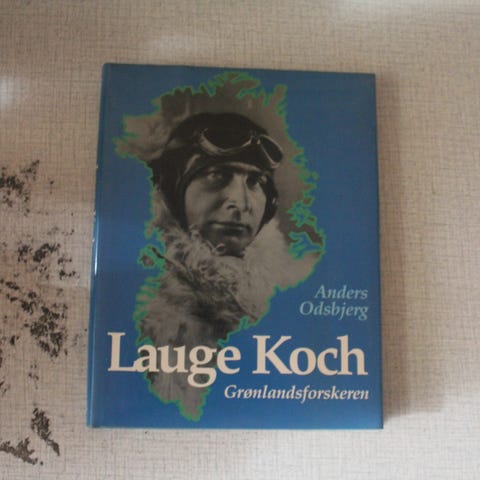 Anders
Odsbjerg
Lauge Koch
Grønlandsforskeren